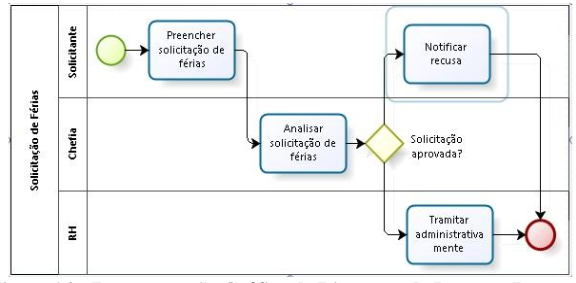 Solicitação de Férias
Solicitante
Preencher
solicitação de
férias
Notificar
recusa
Chefia
Analisar
solicitação de
férias
Solicitação
aprovada?
RH
Tramitar
administrativa
mente